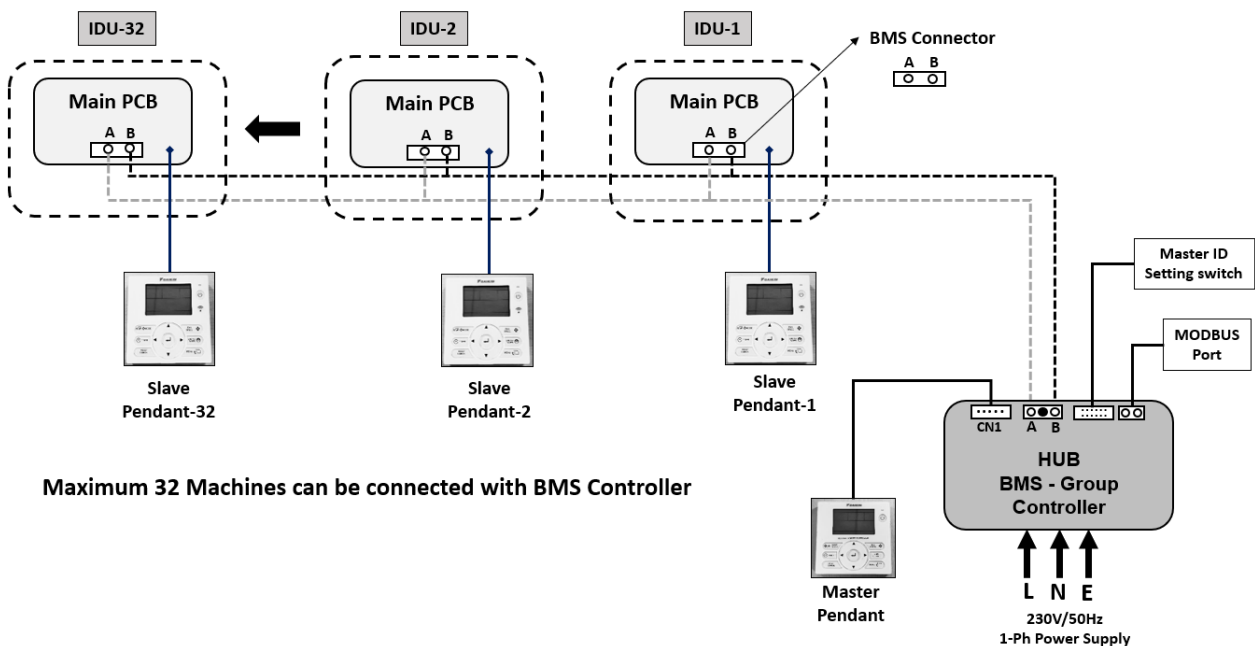 IDU-32
IDU-2
IDU-1
BMS Connector
A B
Main PCB
A B
Main PCB
A B
Main PCB
A B
Master ID
Setting switch
MODBUS
Port
Slave
Pendant-32
Slave
Pendant-2
Slave
Pendant-1
CN1
A B
HUB
BMS - Group
Controller
Maximum 32 Machines can be connected with BMS Controller
Master
Pendant
L N E
230V/50Hz
1-Ph Power Supply